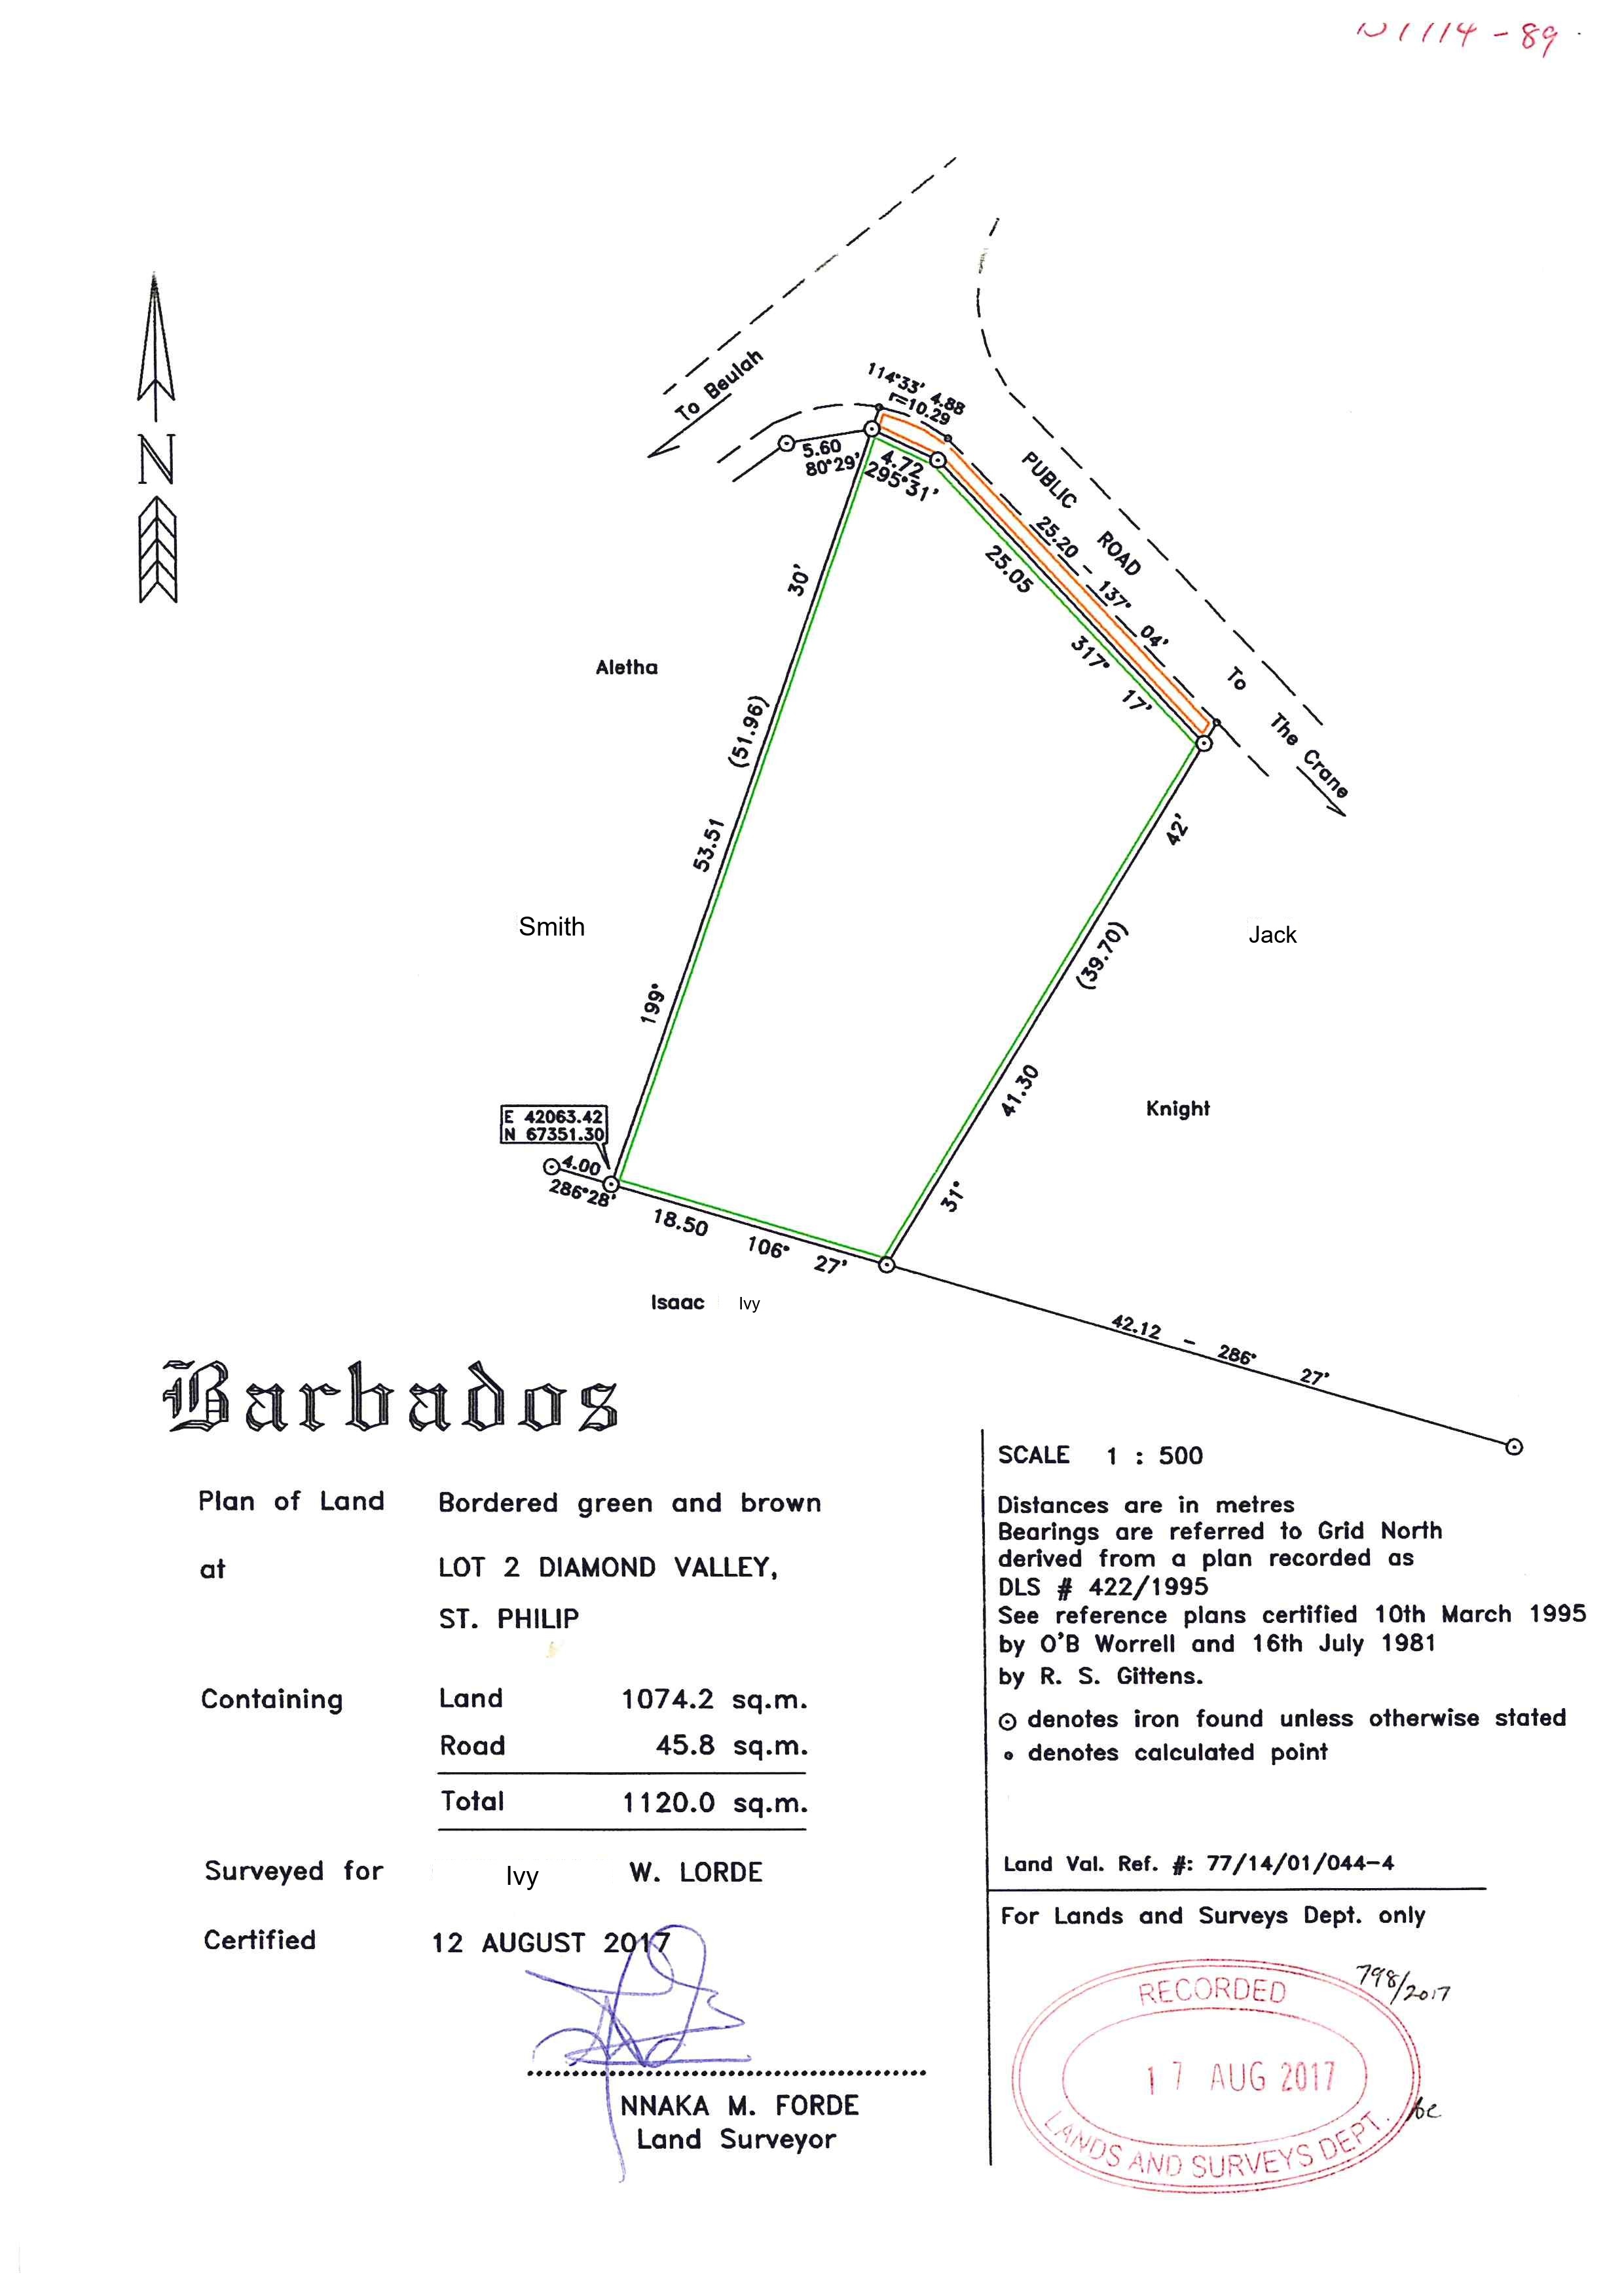 N1114-89
To Beulah
114°33' 4.88
r=10.29
5.60
80°29'
4.72
295°31'
PUBLIC ROAD To The Crane
25.20 - 137° 04'
25.05 317° 17'
199° 53.51 (51.96) 30'
Aletha
Smith
Jack
Knight
31° 41.30 (39.70) 42'
E 42063.42
N 67351.30
4.00
286°28'
18.50 106° 27'
Isaac Ivy
42.12 - 286° 27'
N
Barbados
Plan of Land Bordered green and brown
at LOT 2 DIAMOND VALLEY,
ST. PHILIP
Containing Land 1074.2 sq.m.
Road 45.8 sq.m.
Total 1120.0 sq.m.
Surveyed for Ivy W. LORDE
Certified 12 AUGUST 2017
NNAKA M. FORDE
Land Surveyor
SCALE 1 : 500
Distances are in metres
Bearings are referred to Grid North
derived from a plan recorded as
DLS # 422/1995
See reference plans certified 10th March 1995
by O'B Worrell and 16th July 1981
by R. S. Gittens.
denotes iron found unless otherwise stated
denotes calculated point
Land Val. Ref. #: 77/14/01/044-4
For Lands and Surveys Dept. only
798/2017
RECORDED
17 AUG 2017
LANDS AND SURVEYS DEPT.